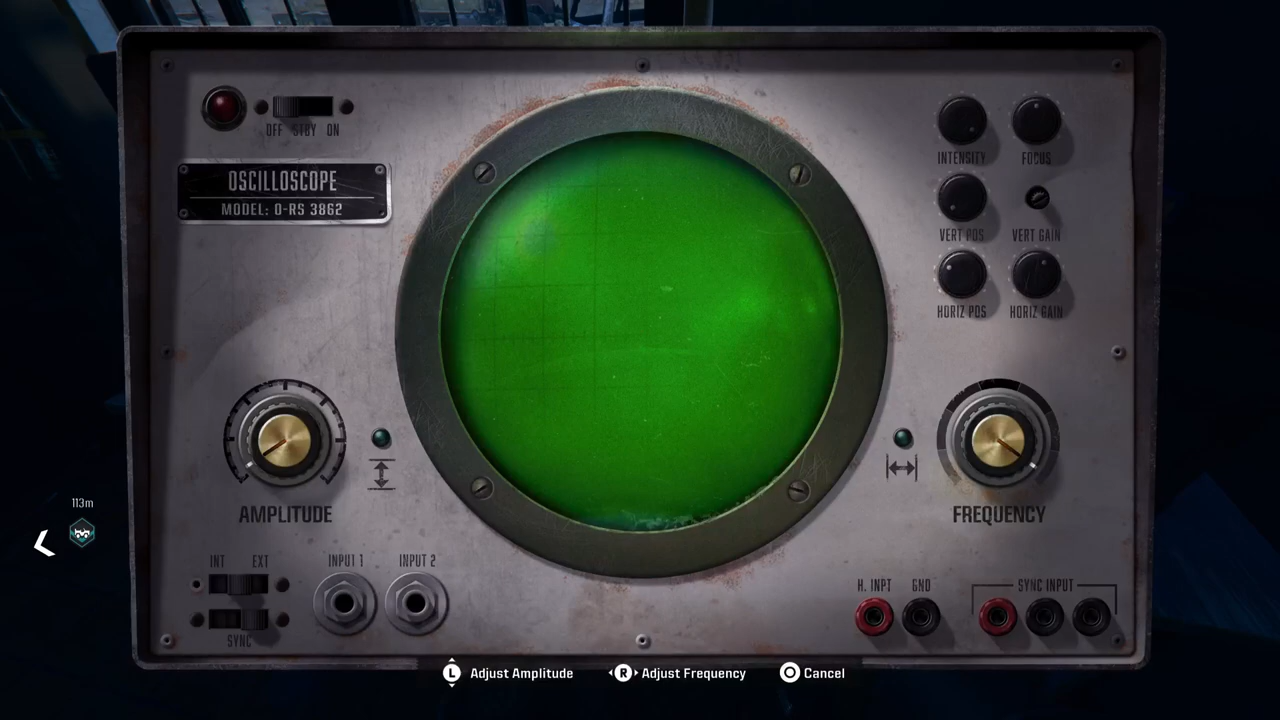 OFF STBY ON
OSCILLOSCOPE
MODEL: O-RS 3862
INTENSITY FOCUS
VERT POS VERT GAIN
HORIZ POS HORIZ GAIN
113m
AMPLITUDE
FREQUENCY
INT EXT
INPUT 1 INPUT 2
SYNC
H. INPT GND
SYNC INPUT
L Adjust Amplitude R Adjust Frequency Cancel